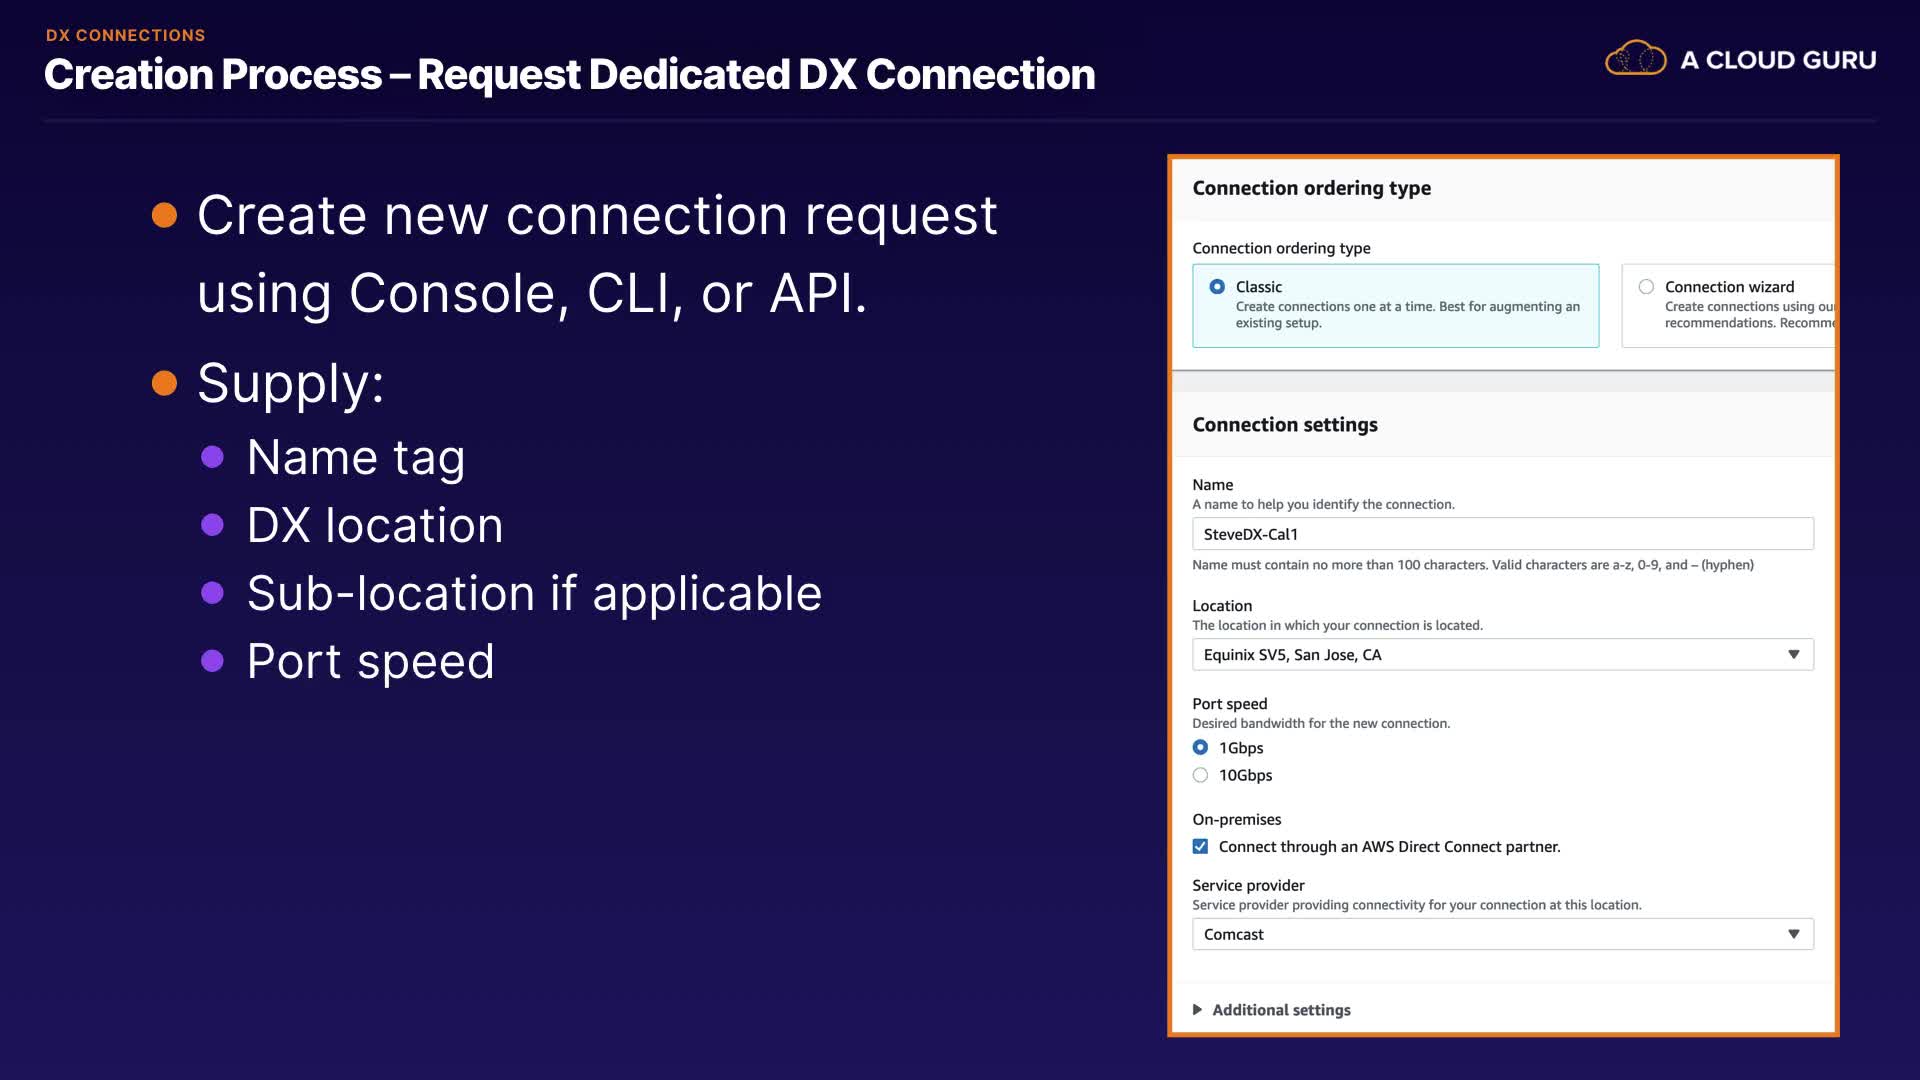 DX CONNECTIONS
Creation Process – Request Dedicated DX Connection
A CLOUD GURU
Create new connection request
using Console, CLI, or API.
Supply:
Name tag
DX location
Sub-location if applicable
Port speed
Connection ordering type
Connection ordering type
Classic
Create connections one at a time. Best for augmenting an
existing setup.
Connection wizard
Create connections using ou
recommendations. Recomme
Connection settings
Name
A name to help you identify the connection.
SteveDX-Cal1
Name must contain no more than 100 characters. Valid characters are a-z, 0-9, and – (hyphen)
Location
The location in which your connection is located.
Equinix SV5, San Jose, CA
Port speed
Desired bandwidth for the new connection.
1Gbps
10Gbps
On-premises
Connect through an AWS Direct Connect partner.
Service provider
Service provider providing connectivity for your connection at this location.
Comcast
Additional settings